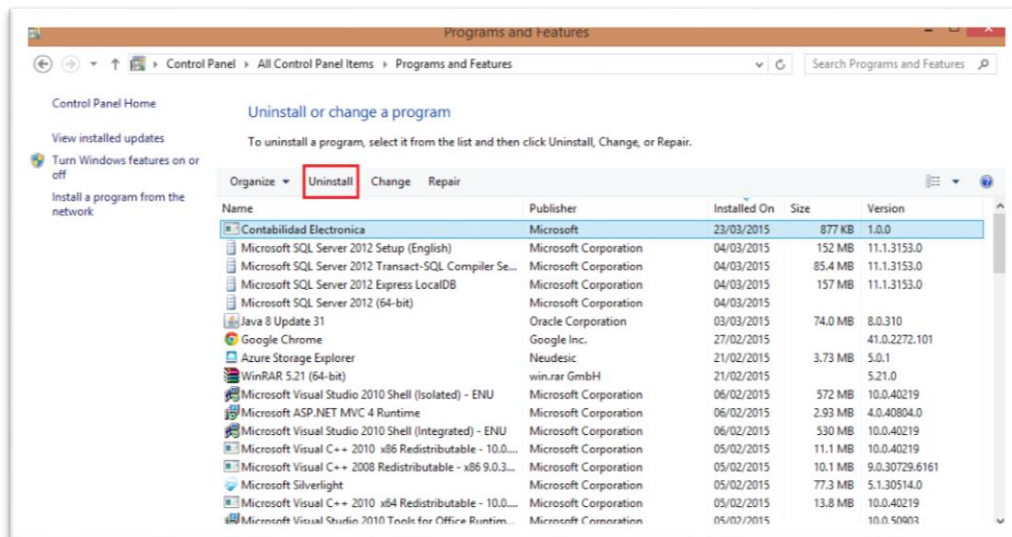 Programs and Features
Control Panel All Control Panel Items Programs and Features Search Programs and Features
Control Panel Home
View installed updates
Turn Windows features on or
off
Install a program from the
network
Uninstall or change a program
To uninstall a program, select it from the list and then click Uninstall, Change, or Repair.
Organize Uninstall Change Repair
Name Publisher Installed On Size Version
Contabilidad Electronica Microsoft 23/03/2015 877 KB 1.0.0
Microsoft SQL Server 2012 Setup (English) Microsoft Corporation 04/03/2015 152 MB 11.1.3153.0
Microsoft SQL Server 2012 Transact-SQL Compiler Se... Microsoft Corporation 04/03/2015 85.4 MB 11.1.3153.0
Microsoft SQL Server 2012 Express LocalDB Microsoft Corporation 04/03/2015 157 MB 11.1.3153.0
Microsoft SQL Server 2012 (64-bit) Microsoft Corporation 04/03/2015
Java 8 Update 31 Oracle Corporation 03/03/2015 74.0 MB 8.0.310
Google Chrome Google Inc. 27/02/2015 41.0.2272.101
Azure Storage Explorer Neudesic 21/02/2015 3.73 MB 5.0.1
WinRAR 5.21 (64-bit) win.rar GmbH 21/02/2015 5.21.0
Microsoft Visual Studio 2010 Shell (Isolated) - ENU Microsoft Corporation 06/02/2015 572 MB 10.0.40219
Microsoft ASP.NET MVC 4 Runtime Microsoft Corporation 06/02/2015 2.93 MB 4.0.40804.0
Microsoft Visual Studio 2010 Shell (Integrated) - ENU Microsoft Corporation 06/02/2015 530 MB 10.0.40219
Microsoft Visual C++ 2010 x86 Redistributable - 10.0.... Microsoft Corporation 05/02/2015 11.1 MB 10.0.40219
Microsoft Visual C++ 2008 Redistributable - x86 9.0.3... Microsoft Corporation 05/02/2015 10.1 MB 9.0.30729.6161
Microsoft Silverlight Microsoft Corporation 05/02/2015 77.3 MB 5.1.30514.0
Microsoft Visual C++ 2010 x64 Redistributable - 10.0.... Microsoft Corporation 05/02/2015 13.8 MB 10.0.40219
Microsoft Visual Studio 2010 Tools for Office Runtim... Microsoft Corporation 05/02/2015 10.0.50903